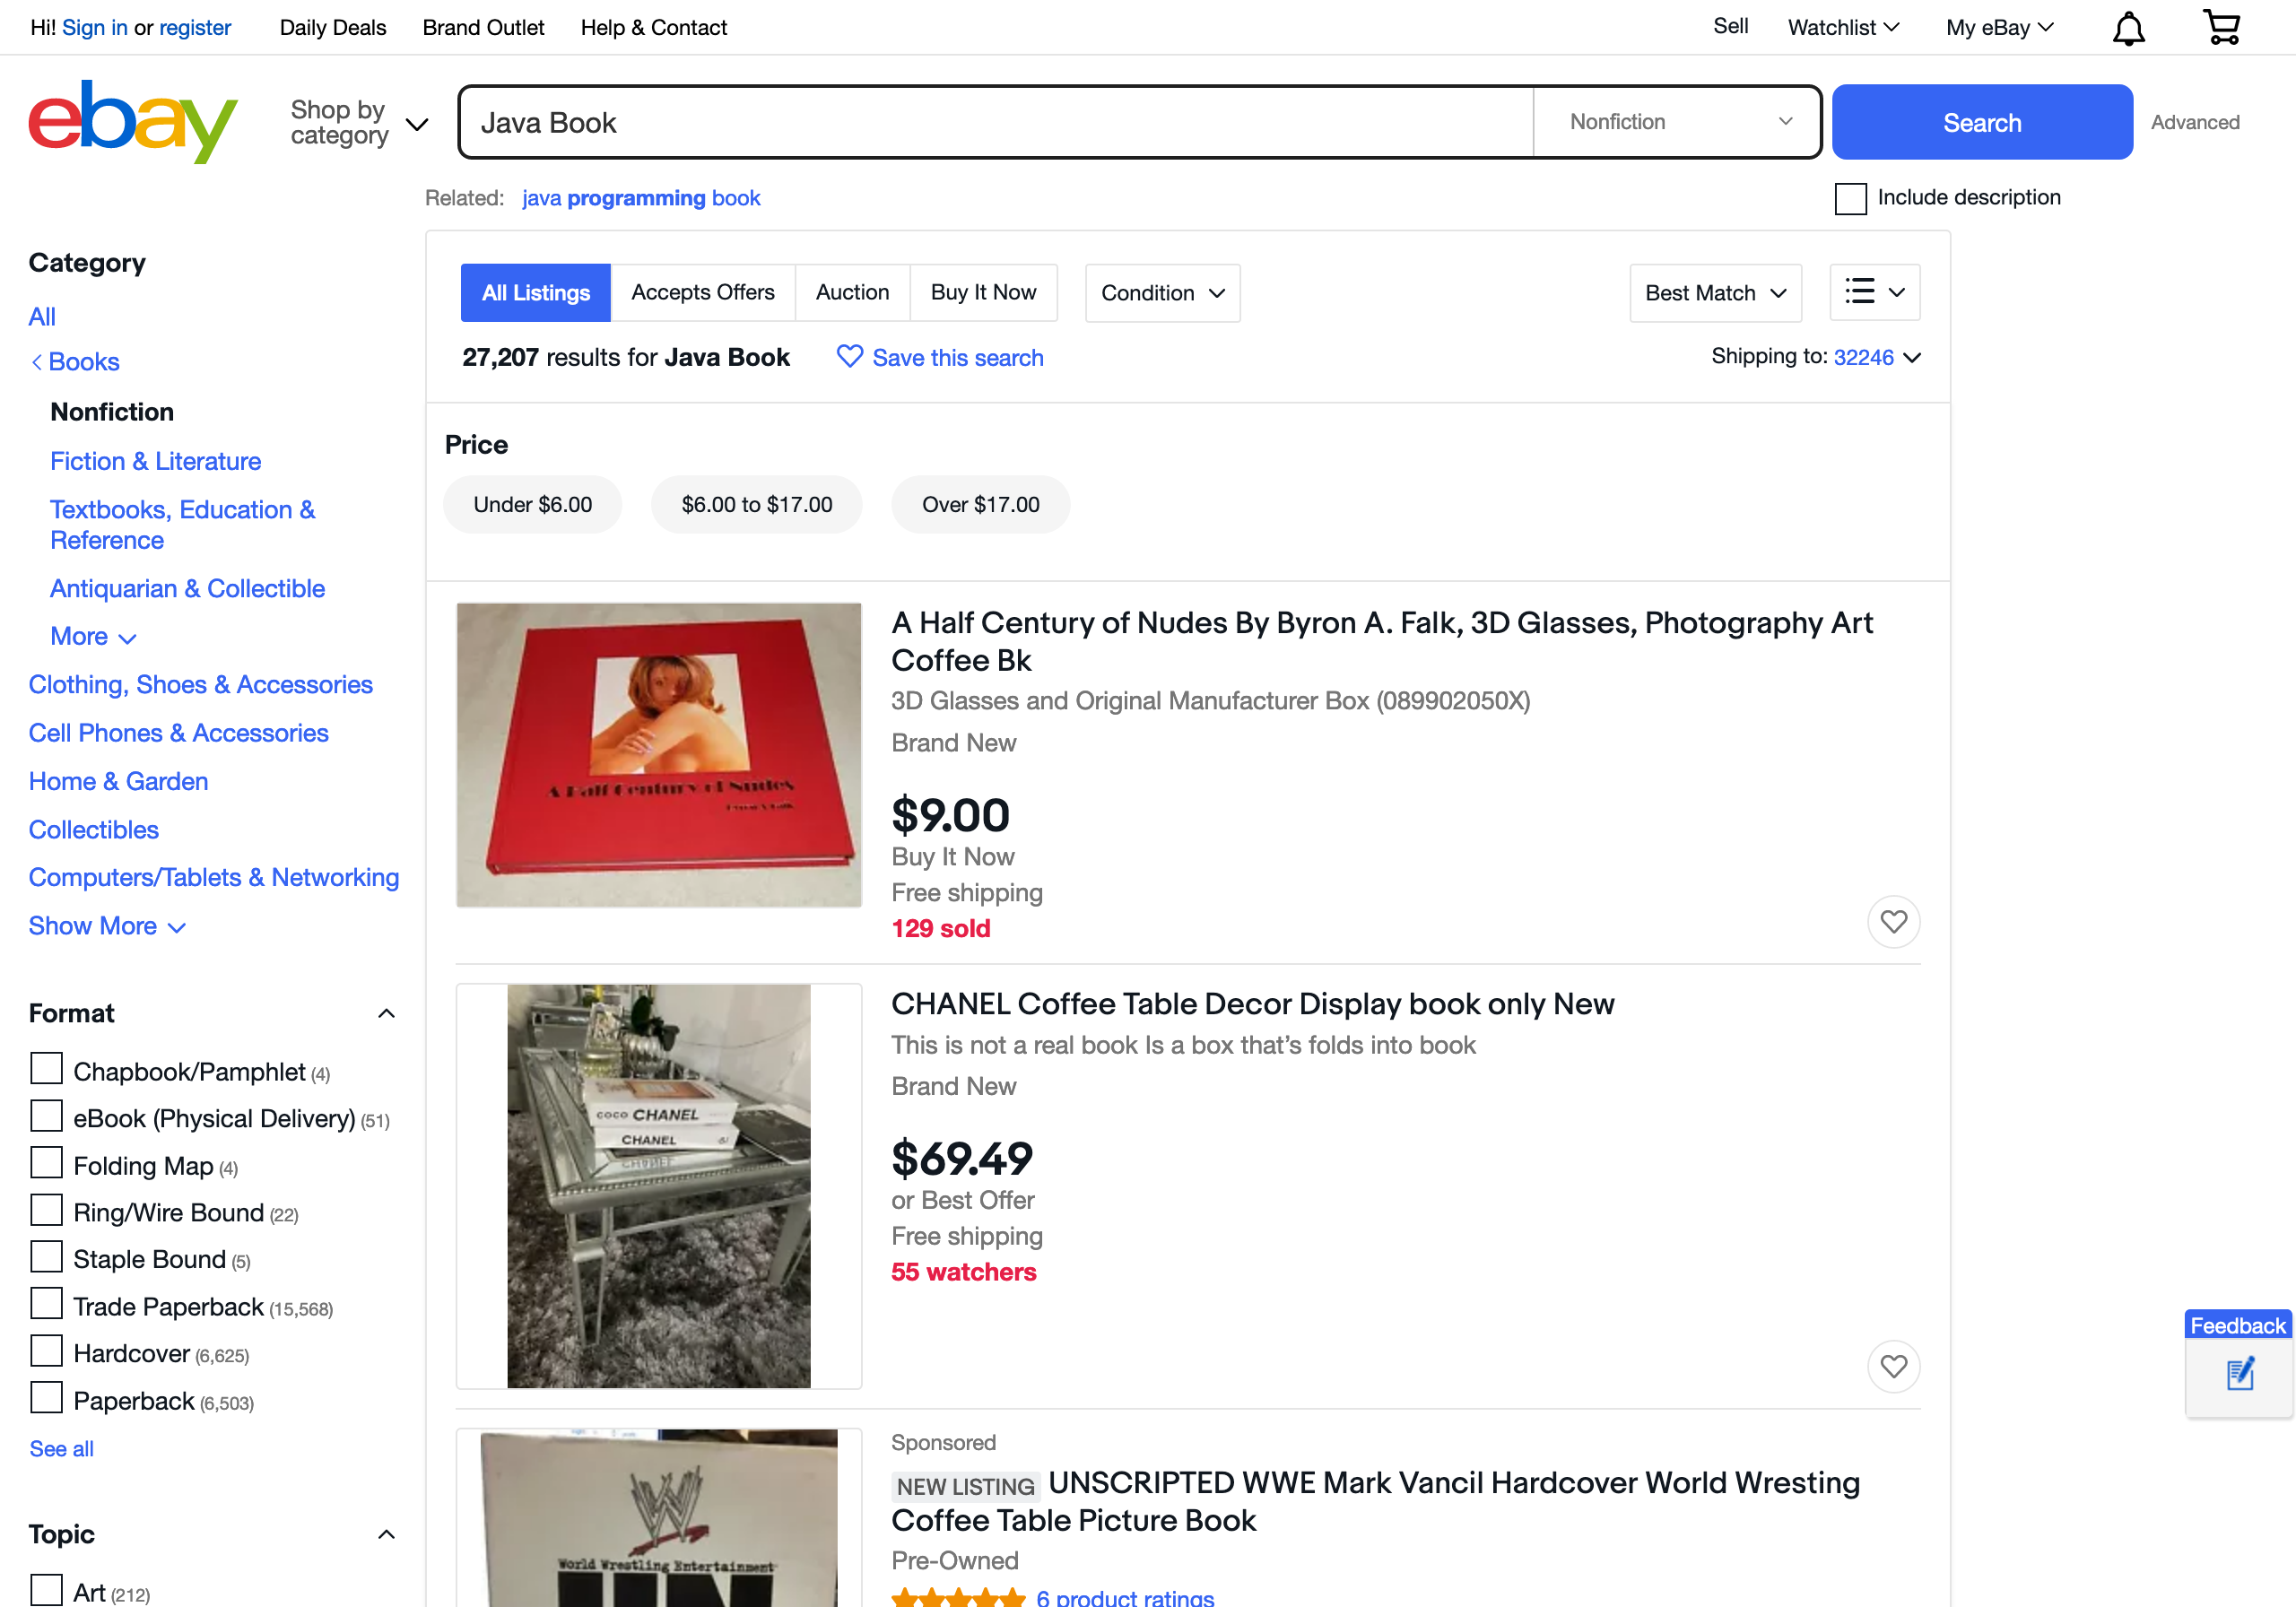 Hi! Sign in or register
Daily Deals
Brand Outlet
Help & Contact
Sell
Watchlist
My eBay
ebay
Shop by
category
Java Book
Nonfiction
Search
Advanced
Related: java programming book
Include description
Category
All
Books
Nonfiction
Fiction & Literature
Textbooks, Education &
Reference
Antiquarian & Collectible
More
Clothing, Shoes & Accessories
Cell Phones & Accessories
Home & Garden
Collectibles
Computers/Tablets & Networking
Show More
Format
Chapbook/Pamphlet (4)
eBook (Physical Delivery) (51)
Folding Map (4)
Ring/Wire Bound (22)
Staple Bound (5)
Trade Paperback (15,568)
Hardcover (6,625)
Paperback (6,503)
See all
Topic
Art (212)
All Listings
Accepts Offers
Auction
Buy It Now
Condition
Best Match
27,207 results for Java Book
Save this search
Shipping to: 32246
Price
Under $6.00
$6.00 to $17.00
Over $17.00
A Half Century of Nudes
A Half Century of Nudes By Byron A. Falk, 3D Glasses, Photography Art
Coffee Bk
3D Glasses and Original Manufacturer Box (089902050X)
Brand New
$9.00
Buy It Now
Free shipping
129 sold
COCO CHANEL
CHANEL
CHANEL Coffee Table Decor Display book only New
This is not a real book Is a box that’s folds into book
Brand New
$69.49
or Best Offer
Free shipping
55 watchers
World Wrestling Entertainment
Sponsored
NEW LISTING UNSCRIPTED WWE Mark Vancil Hardcover World Wresting
Coffee Table Picture Book
Pre-Owned
6 product ratings
Feedback